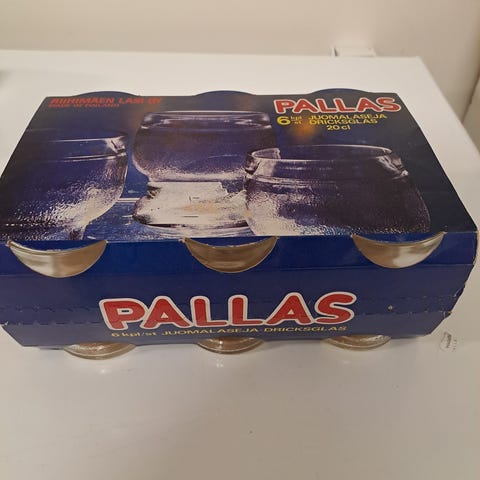 RIIHIMÄEN LASI OY
MADE IN FINLAND
PALLAS
6 kpl st JUOMALASEJA
DRICKSGLAS
20 cl
PALLAS
6 kpl/st JUOMALASEJA-DRICKSGLAS